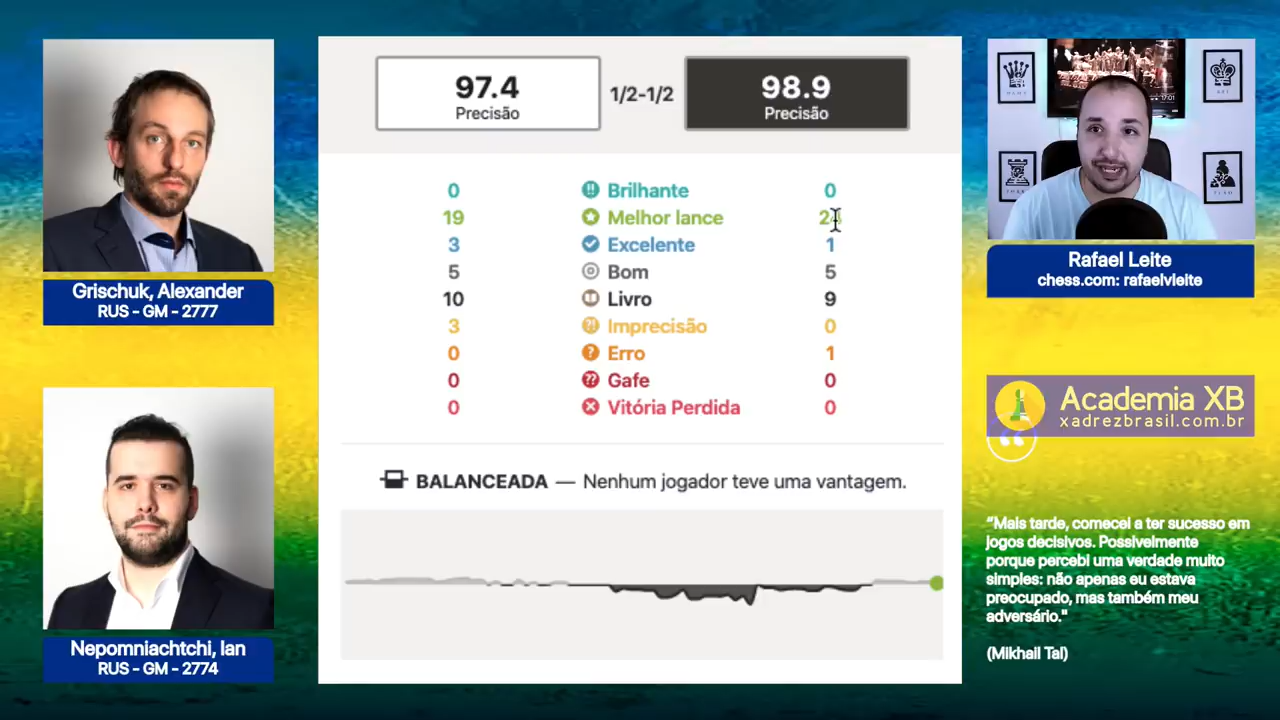 Grischuk, Alexander
RUS - GM - 2777
Nepomniachtchi, Ian
RUS - GM - 2774
97.4
Precisão
1/2-1/2
98.9
Precisão
0 Brilhante 0
19 Melhor lance
3 Excelente 1
5 Bom 5
10 Livro 9
3 Imprecisão 0
0 Erro 1
0 Gafe 0
0 Vitória Perdida 0
BALANCEADA — Nenhum jogador teve uma vantagem.
Rafael Leite
chess.com: rafaelvleite
Academia XB
xadrezbrasil.com.br
“Mais tarde, comecei a ter sucesso em
jogos decisivos. Possivelmente
porque percebi uma verdade muito
simples: não apenas eu estava
preocupado, mas também meu
adversário."
(Mikhail Tal)